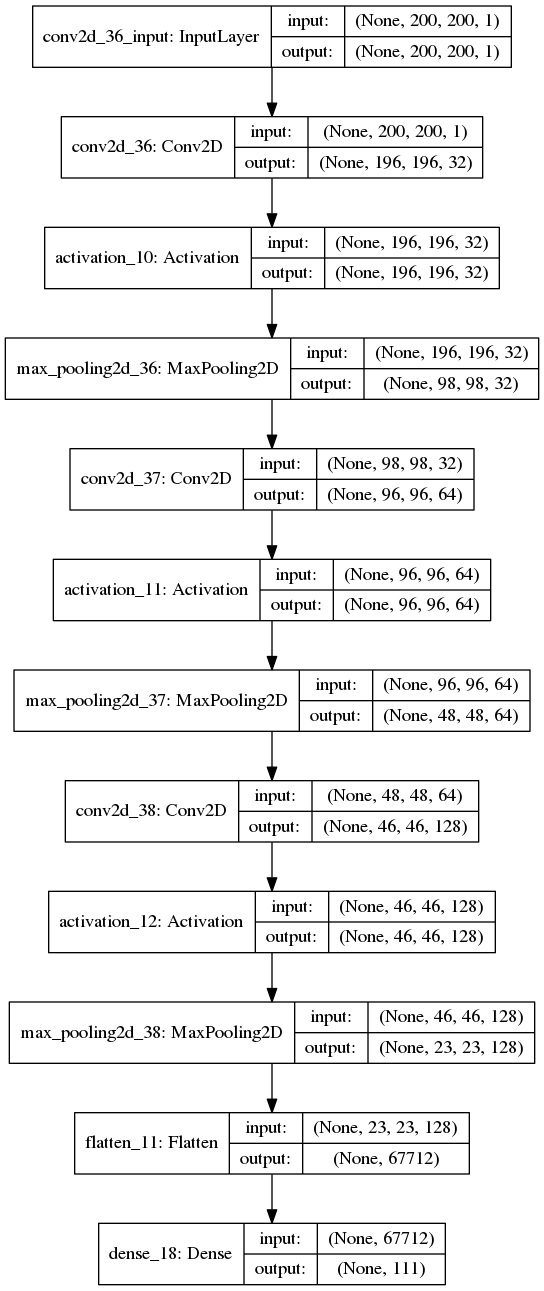 conv2d_36_input: InputLayer
input: (None, 200, 200, 1)
output: (None, 200, 200, 1)
conv2d_36: Conv2D
input: (None, 200, 200, 1)
output: (None, 196, 196, 32)
activation_10: Activation
input: (None, 196, 196, 32)
output: (None, 196, 196, 32)
max_pooling2d_36: MaxPooling2D
input: (None, 196, 196, 32)
output: (None, 98, 98, 32)
conv2d_37: Conv2D
input: (None, 98, 98, 32)
output: (None, 96, 96, 64)
activation_11: Activation
input: (None, 96, 96, 64)
output: (None, 96, 96, 64)
max_pooling2d_37: MaxPooling2D
input: (None, 96, 96, 64)
output: (None, 48, 48, 64)
conv2d_38: Conv2D
input: (None, 48, 48, 64)
output: (None, 46, 46, 128)
activation_12: Activation
input: (None, 46, 46, 128)
output: (None, 46, 46, 128)
max_pooling2d_38: MaxPooling2D
input: (None, 46, 46, 128)
output: (None, 23, 23, 128)
flatten_11: Flatten
input: (None, 23, 23, 128)
output: (None, 67712)
dense_18: Dense
input: (None, 67712)
output: (None, 111)